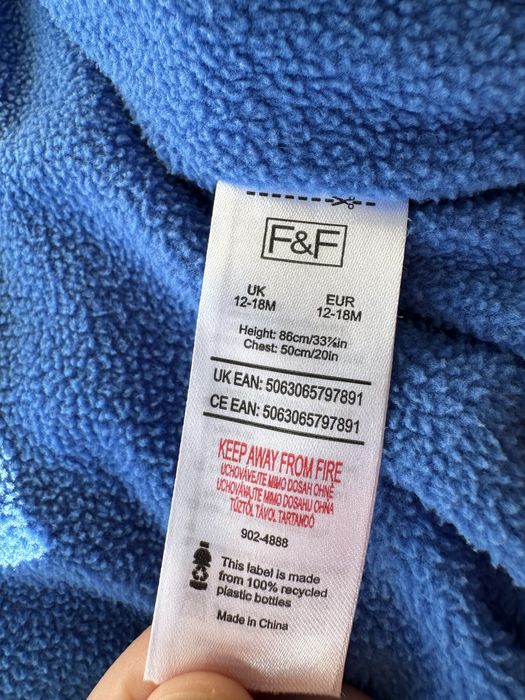 F&F
UK EUR
12-18M 12-18M
Height: 86cm/33⅞in
Chest: 50cm/20in
UK EAN: 5063065797891
CE EAN: 5063065797891
KEEP AWAY FROM FIRE
UCHOVÁVEJTE MIMO DOSAH OHNĚ
UCHOVÁVAJTE MIMO DOSAHU OHŇA
TŰZTŐL TÁVOL TARTANDÓ
902-4888
This label is made
from 100% recycled
plastic bottles
Made in China